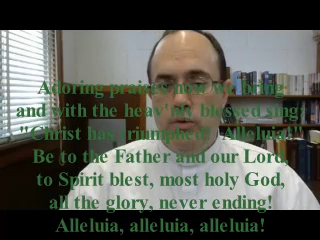 Adoring praises now we bring
and with the heav'nly blessed sing:
"Christ has triumphed! Alleluia!"
Be to the Father and our Lord,
to Spirit blest, most holy God,
all the glory, never ending!
Alleluia, alleluia, alleluia!